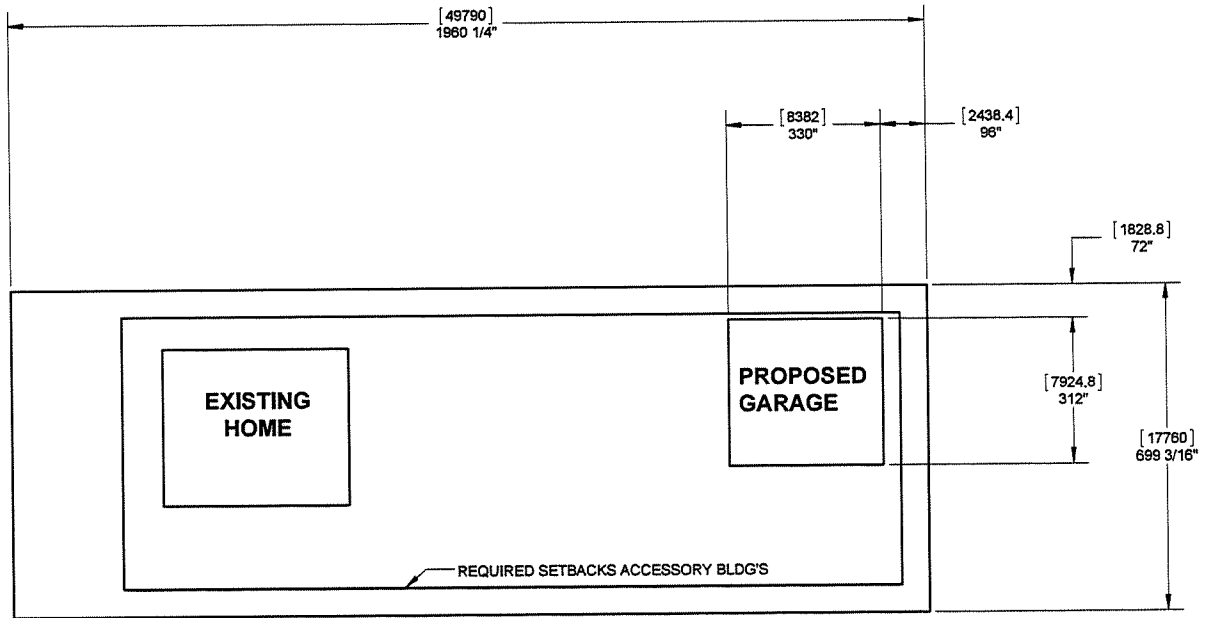 [49790]
1960 1/4"
[8382]
330"
[2438.4]
96"
[1828.8]
72"
EXISTING
HOME
PROPOSED
GARAGE
[7924.8]
312"
[17760]
699 3/16"
REQUIRED SETBACKS ACCESSORY BLDG'S